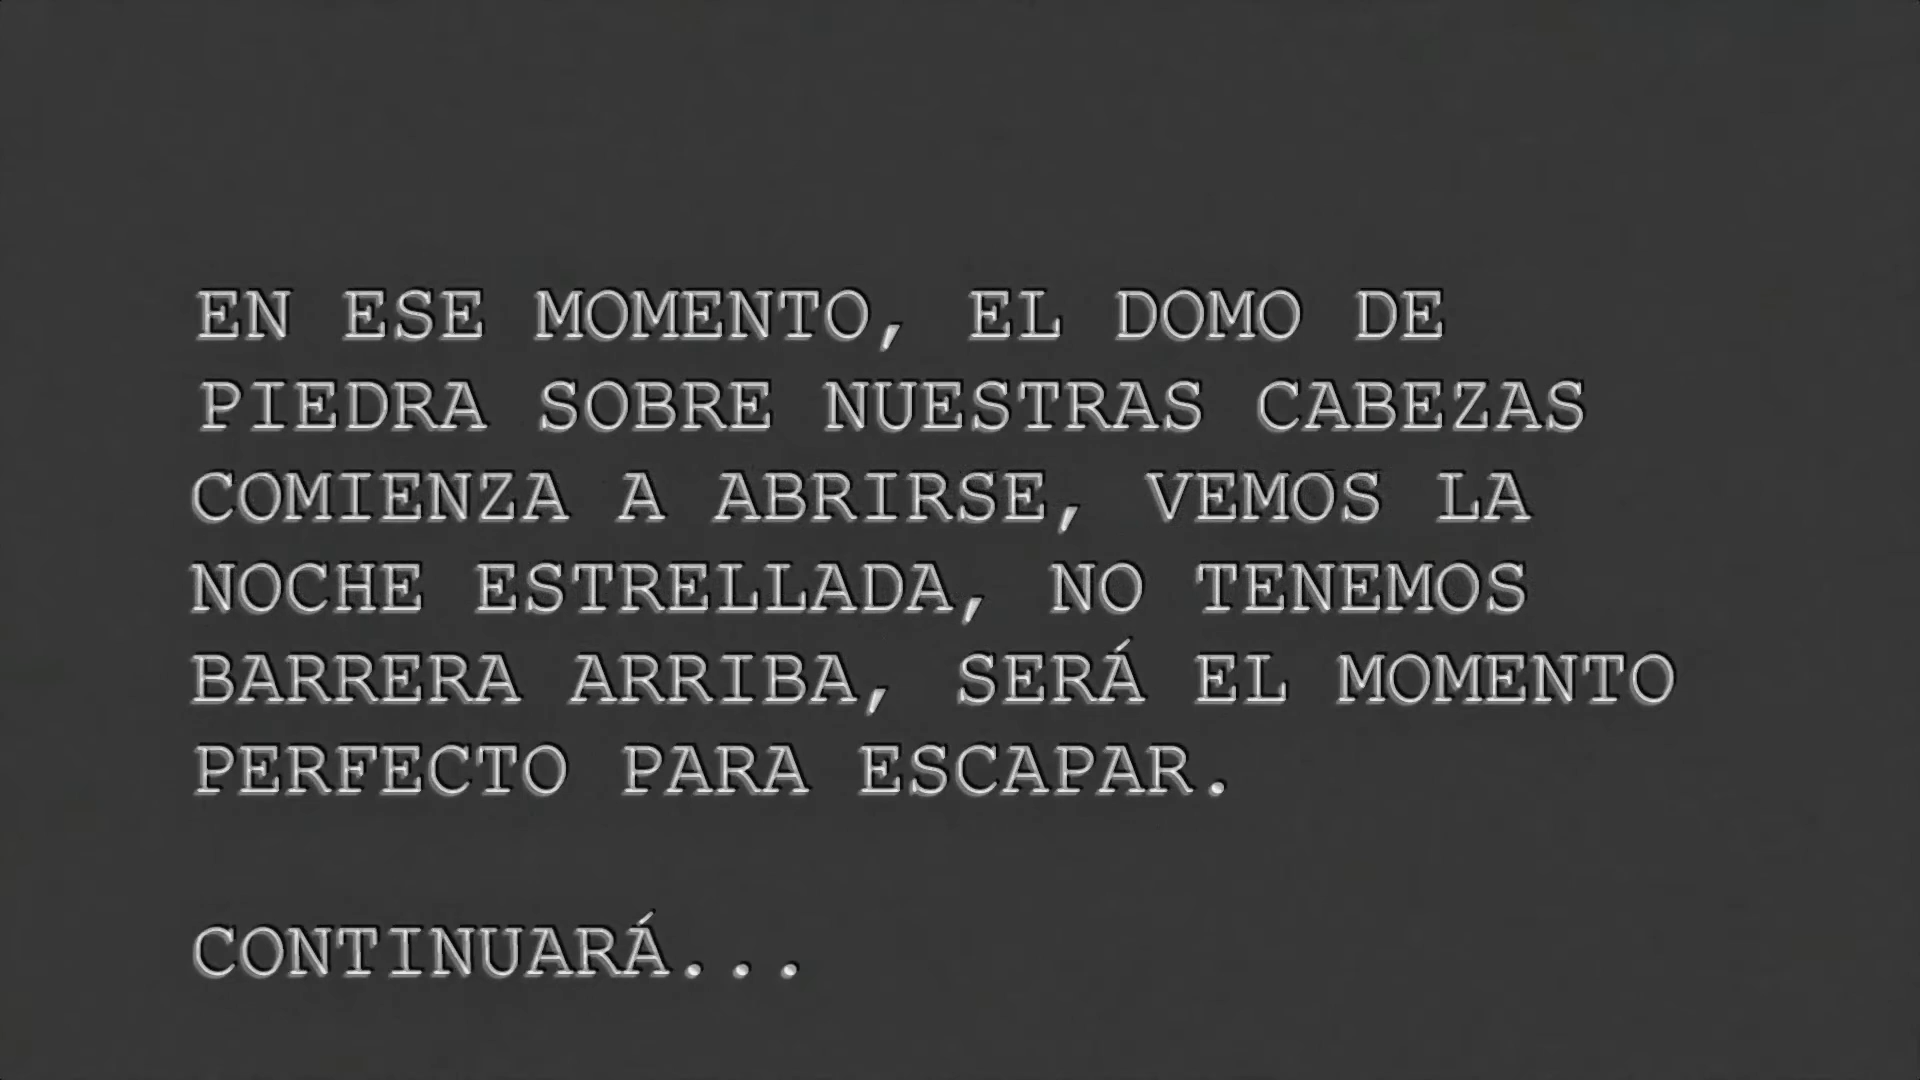 EN ESE MOMENTO, EL DOMO DE
PIEDRA SOBRE NUESTRAS CABEZAS
COMIENZA A ABRIRSE, VEMOS LA
NOCHE ESTRELLADA, NO TENEMOS
BARRERA ARRIBA, SERÁ EL MOMENTO
PERFECTO PARA ESCAPAR.
CONTINUARÁ...